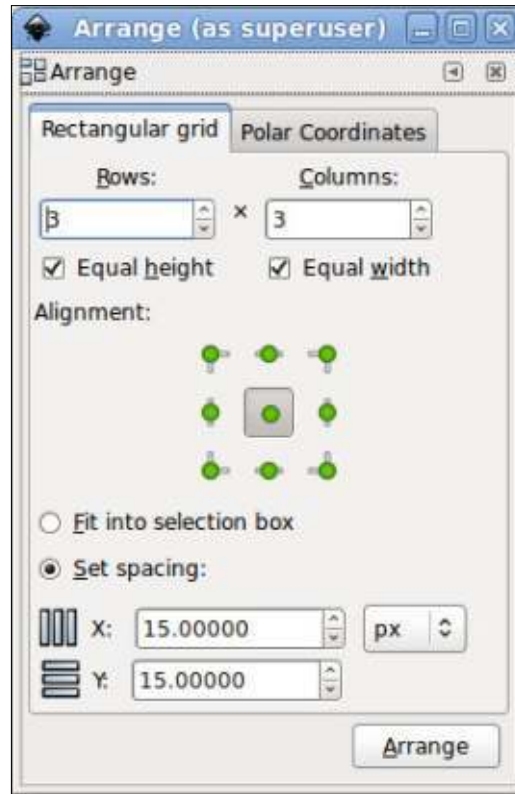 Arrange (as superuser)
Arrange
Rectangular grid Polar Coordinates
Rows: Columns:
3 × 3
Equal height Equal width
Alignment:
Fit into selection box
Set spacing:
X: 15.00000 px
Y: 15.00000
Arrange